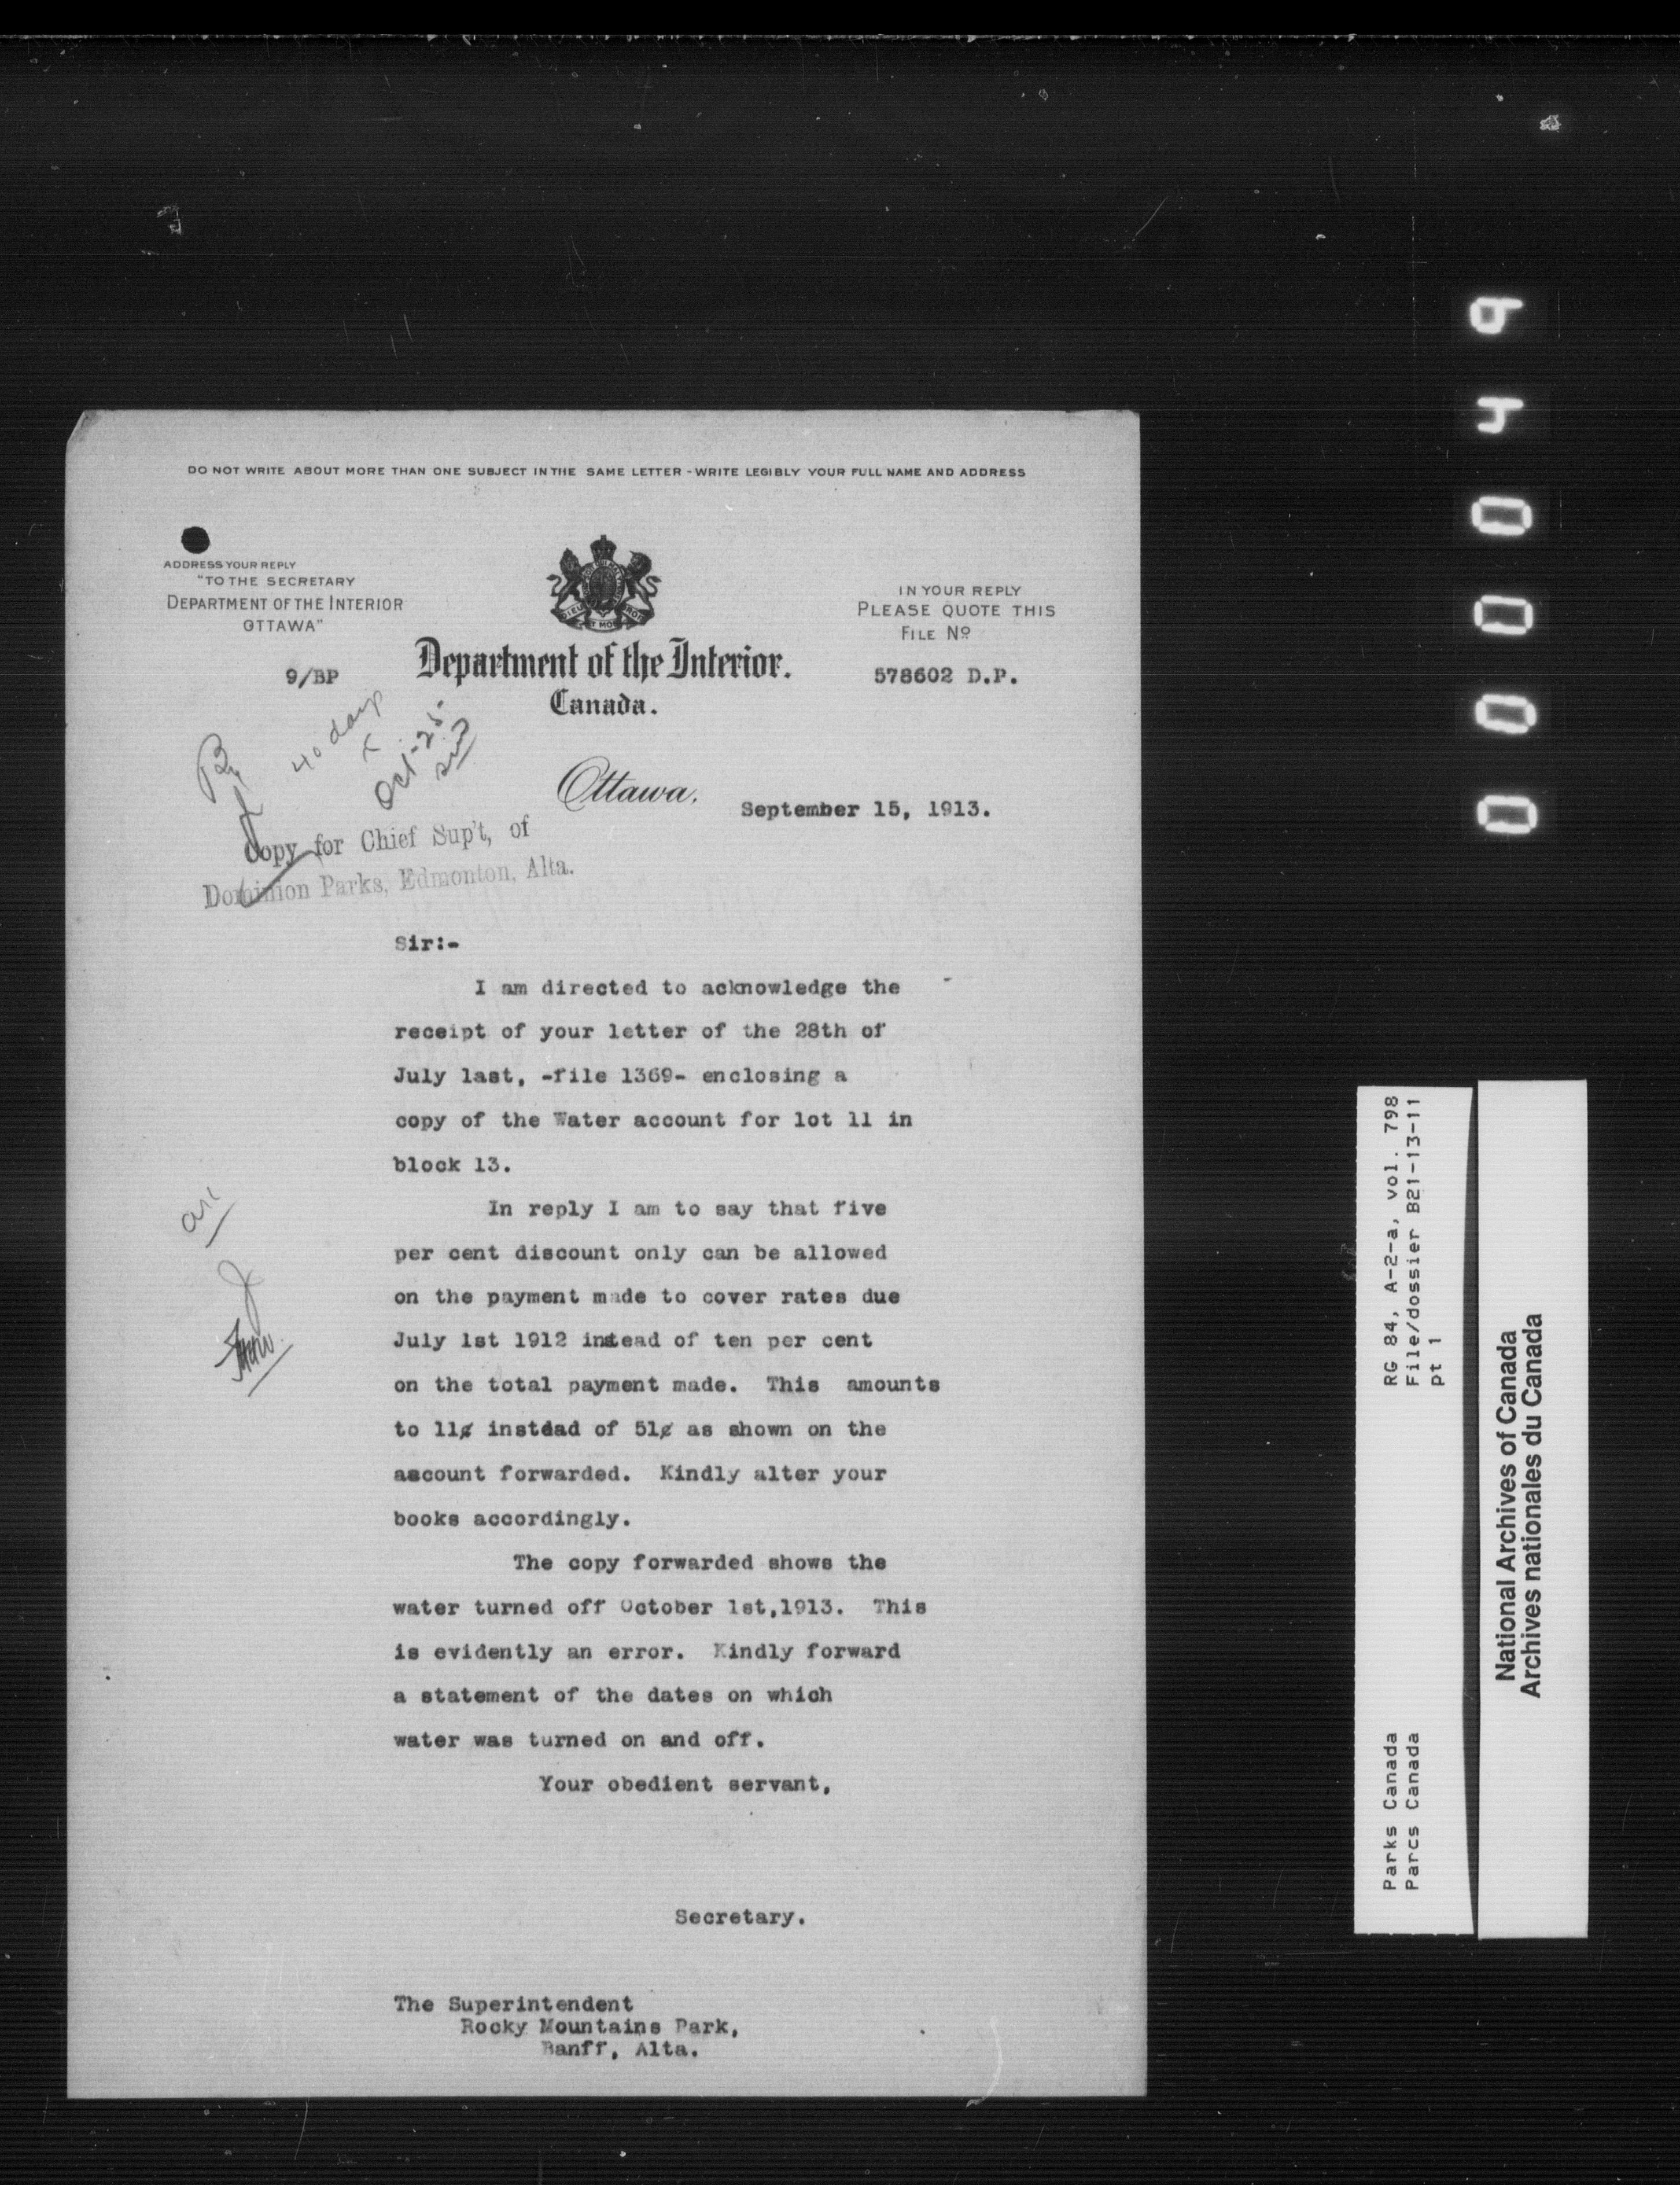 DO NOT WRITE ABOUT MORE THAN ONE SUBJECT IN THE SAME LETTER - WRITE LEGIBLY YOUR FULL NAME AND ADDRESS
ADDRESS YOUR REPLY
"TO THE SECRETARY
DEPARTMENT OF THE INTERIOR
OTTAWA"
IN YOUR REPLY
PLEASE QUOTE THIS
FILE No
9/BP
Department of the Interior.
Canada.
578602 D.P.
40 days
Oct-25-
Ottawa,
September 15, 1913.
Copy for Chief Sup't, of
Dominion Parks, Edmonton, Alta.
Sir:-
I am directed to acknowledge the
receipt of your letter of the 28th of
July last, -file 1369- enclosing a
copy of the Water account for lot 11 in
block 13.
In reply I am to say that five
per cent discount only can be allowed
on the payment made to cover rates due
July 1st 1912 instead of ten per cent
on the total payment made. This amounts
to 11¢ instead of 51¢ as shown on the
account forwarded. Kindly alter your
books accordingly.
The copy forwarded shows the
water turned off October 1st,1913. This
is evidently an error. Kindly forward
a statement of the dates on which
water was turned on and off.
Your obedient servant,
Secretary.
The Superintendent
Rocky Mountains Park,
Banff, Alta.
000049
RG 84, A-2-a, vol. 798
File/dossier B21-13-11
pt 1
Parks Canada
Parcs Canada
National Archives of Canada
Archives nationales du Canada